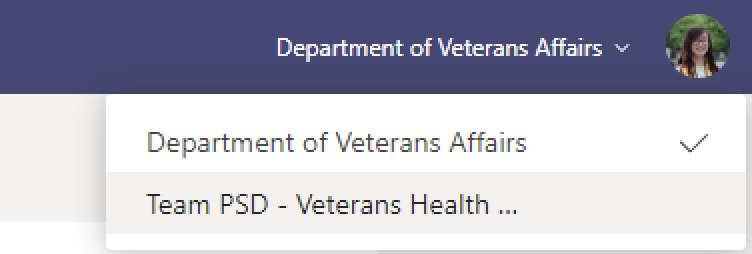 Department of Veterans Affairs
Department of Veterans Affairs
Team PSD - Veterans Health ...